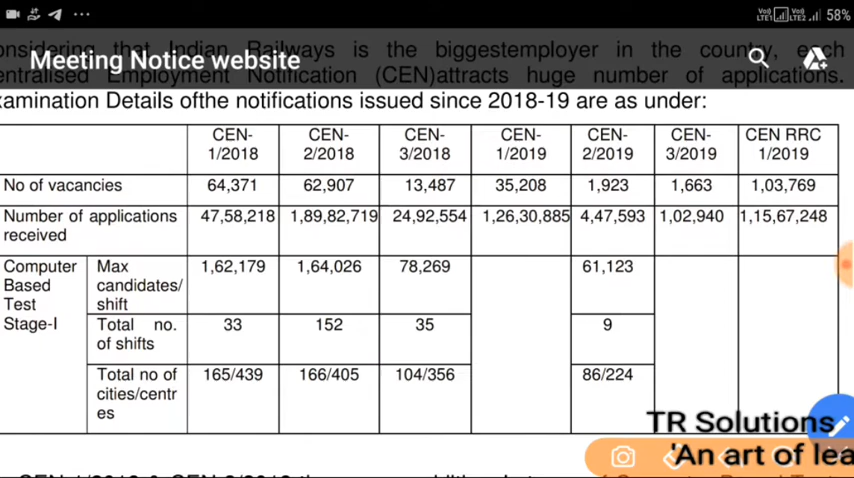 58%
onsidering that Indian Railways is the biggestemployer in the country, each
Meeting Notice website
entralised Employment Notification (CEN)attracts huge number of applications.
xamination Details ofthe notifications issued since 2018-19 are as under:
CEN-1/2018 CEN-2/2018 CEN-3/2018 CEN-1/2019 CEN-2/2019 CEN-3/2019 CEN RRC 1/2019
No of vacancies 64,371 62,907 13,487 35,208 1,923 1,663 1,03,769
Number of applications received 47,58,218 1,89,82,719 24,92,554 1,26,30,885 4,47,593 1,02,940 1,15,67,248
Computer Based Test Stage-I
Max candidates/ shift 1,62,179 1,64,026 78,269 61,123
Total no. of shifts 33 152 35 9
Total no of cities/centres 165/439 166/405 104/356 86/224
TR Solutions
'An art of lea